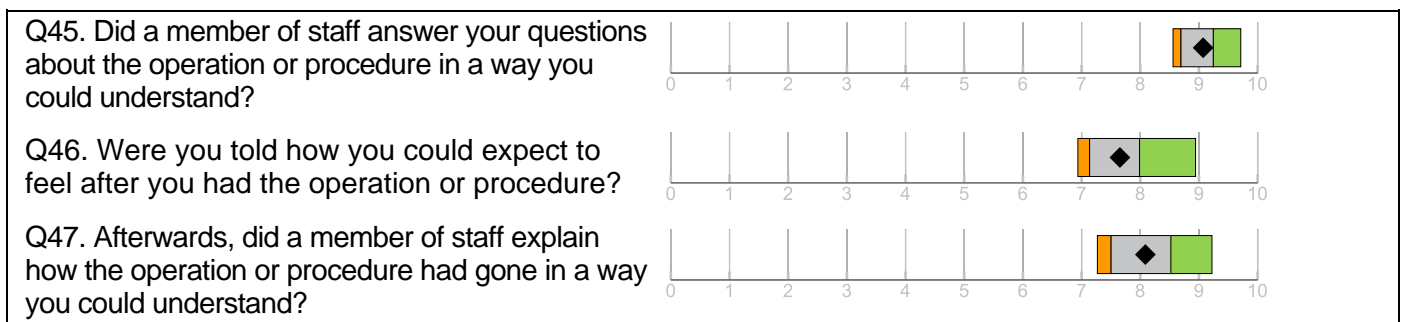 Q45. Did a member of staff answer your questions
about the operation or procedure in a way you
could understand?
0 1 2 3 4 5 6 7 8 9 10
Q46. Were you told how you could expect to
feel after you had the operation or procedure?
0 1 2 3 4 5 6 7 8 9 10
Q47. Afterwards, did a member of staff explain
how the operation or procedure had gone in a way
you could understand?
0 1 2 3 4 5 6 7 8 9 10